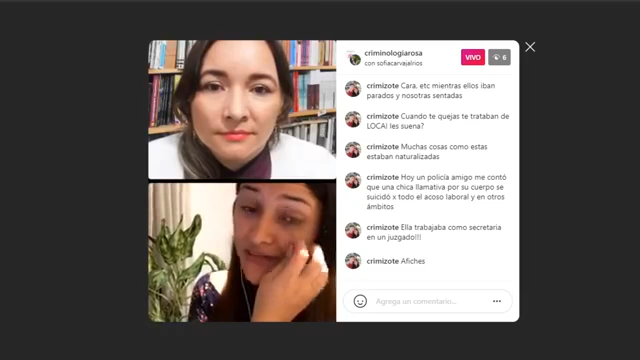 criminologiarosa
con sofiacarvajalrios
VIVO
6
crimizote Cara, etc mientras ellos iban
parados y nosotras sentadas
crimizote Cuando te quejas te trataban de
LOCA! les suena?
crimizote Muchas cosas como estas
estaban naturalizadas
crimizote Hoy un policía amigo me contó
que una chica llamativa por su cuerpo se
suicidó x todo el acoso laboral y en otros
ámbitos
crimizote Ella trabajaba como secretaria
en un juzgado!!!
crimizote Afiches
Agrega un comentario...